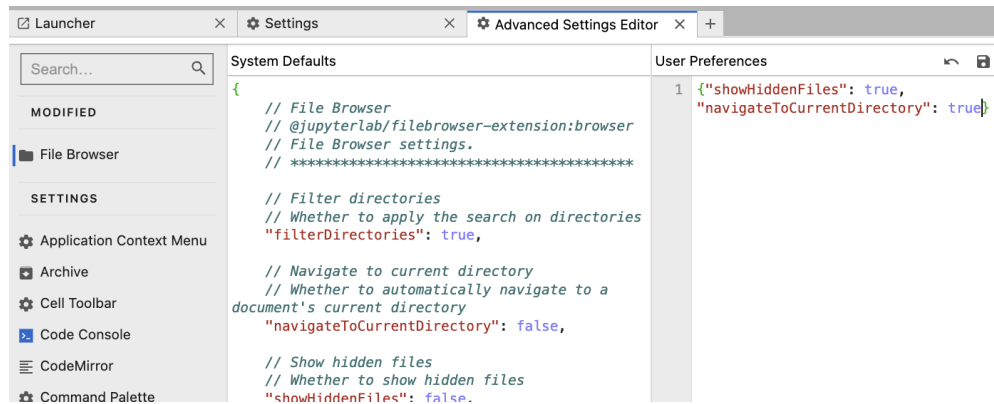 Launcher
Settings
Advanced Settings Editor
Search...
MODIFIED
File Browser
SETTINGS
Application Context Menu
Archive
Cell Toolbar
Code Console
CodeMirror
Command Palette
System Defaults
{
// File Browser
// @jupyterlab/filebrowser-extension:browser
// File Browser settings.
// *****************************************
// Filter directories
// Whether to apply the search on directories
"filterDirectories": true,
// Navigate to current directory
// Whether to automatically navigate to a
document's current directory
"navigateToCurrentDirectory": false,
// Show hidden files
// Whether to show hidden files
"showHiddenFiles": false,
User Preferences
1 {"showHiddenFiles": true,
"navigateToCurrentDirectory": true}